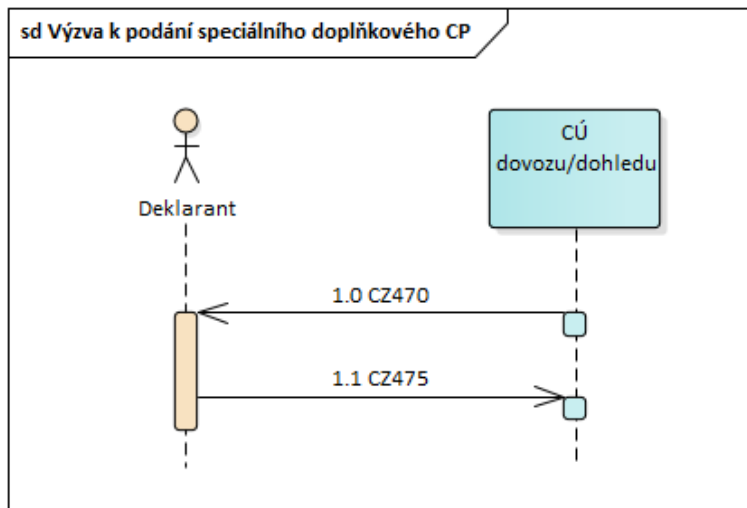 sd Výzva k podání speciálního doplňkového CP
CÚ
dovozu/dohledu
Deklarant
1.0 CZ470
1.1 CZ475